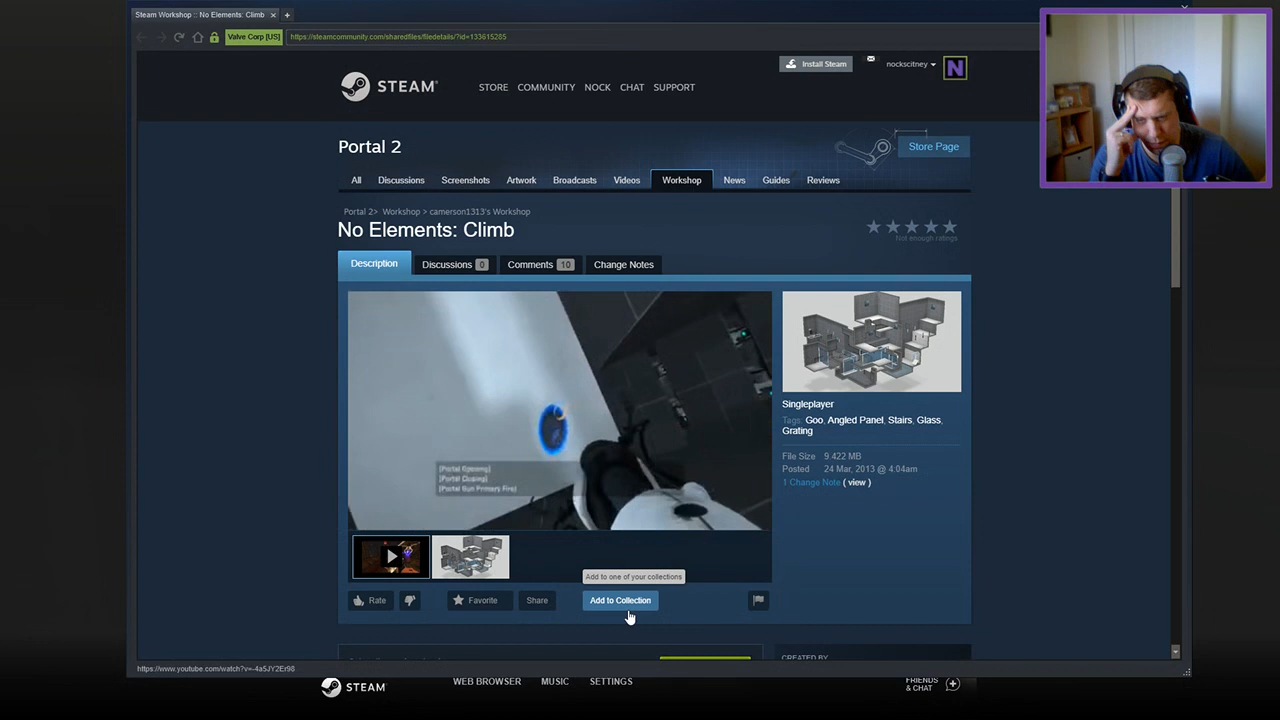 Steam Workshop :: No Elements: Climb × +
Valve Corp [US] https://steamcommunity.com/sharedfiles/filedetails/?id=133615285
Install Steam nockscitney N
STEAM STORE COMMUNITY NOCK CHAT SUPPORT
Portal 2 Store Page
All Discussions Screenshots Artwork Broadcasts Videos Workshop News Guides Reviews
Portal 2 > Workshop > camerson1313's Workshop
No Elements: Climb
Not enough ratings
Description Discussions 0 Comments 10 Change Notes
[Portal Opening]
[Portal Closing]
[Portal Gun Primary Fire]
Singleplayer
Tags: Goo, Angled Panel, Stairs, Glass,
Grating
File Size 9.422 MB
Posted 24 Mar, 2013 @ 4:04am
1 Change Note ( view )
Add to one of your collections
Rate Favorite Share Add to Collection
CREATED BY
https://www.youtube.com/watch?v=-4a5JY2Er98
STEAM WEB BROWSER MUSIC SETTINGS
FRIENDS
& CHAT